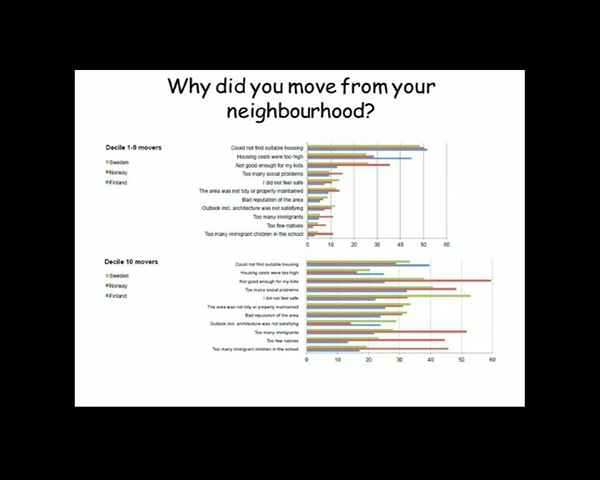 Why did you move from your
neighbourhood?
Decile 1-9 movers
Sweden
Norway
Finland
Could not find suitable housing
Housing costs were too high
Not good enough for my kids
Too many social problems
I did not feel safe
The area was not tidy or properly maintained
Bad reputation of the area
Outlook incl. architecture was not satisfying
Too many immigrants
Too few natives
Too many immigrant children in the school
0 10 20 30 40 50 60
Decile 10 movers
Sweden
Norway
Finland
Could not find suitable housing
Housing costs were too high
Not good enough for my kids
Too many social problems
I did not feel safe
The area was not tidy or properly maintained
Bad reputation of the area
Outlook incl. architecture was not satisfying
Too many immigrants
Too few natives
Too many immigrant children in the school
0 10 20 30 40 50 60